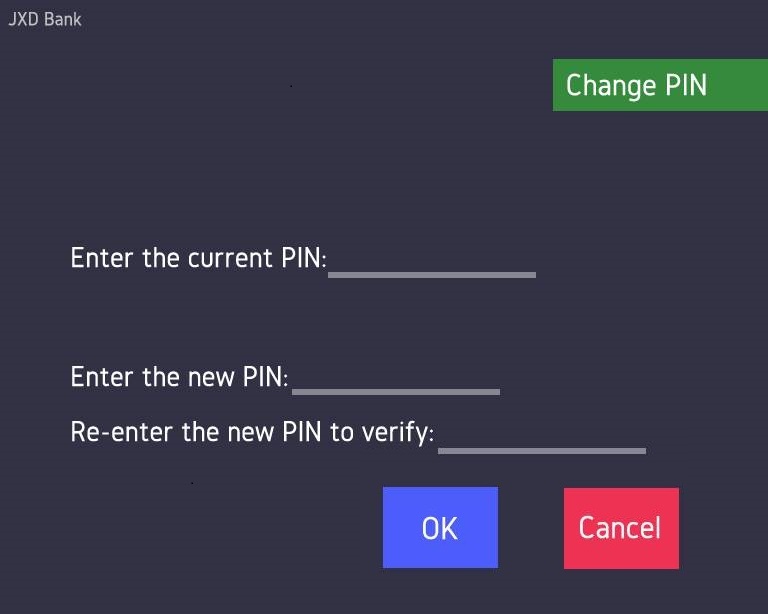 JXD Bank
Change PIN
Enter the current PIN:
Enter the new PIN:
Re-enter the new PIN to verify:
OK
Cancel